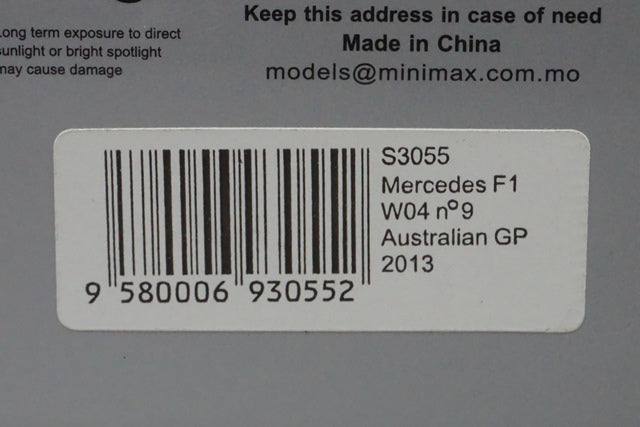 Keep this address in case of need
Made in China
models@minimax.com.mo
Long term exposure to direct
sunlight or bright spotlight
may cause damage
S3055
Mercedes F1
W04 nº9
Australian GP
2013
9 580006 930552